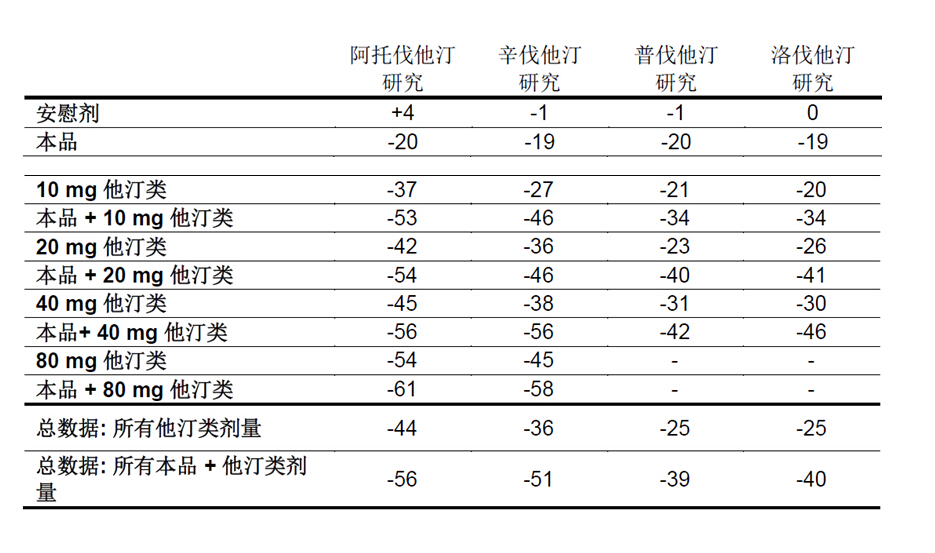 阿托伐他汀 辛伐他汀 普伐他汀 洛伐他汀
研究 研究 研究 研究
安慰剂 +4 -1 -1 0
本品 -20 -19 -20 -19
10 mg 他汀类 -37 -27 -21 -20
本品 + 10 mg 他汀类 -53 -46 -34 -34
20 mg 他汀类 -42 -36 -23 -26
本品 + 20 mg 他汀类 -54 -46 -40 -41
40 mg 他汀类 -45 -38 -31 -30
本品+ 40 mg 他汀类 -56 -56 -42 -46
80 mg 他汀类 -54 -45 - -
本品 + 80 mg 他汀类 -61 -58 - -
总数据: 所有他汀类剂量 -44 -36 -25 -25
总数据: 所有本品 + 他汀类剂
量 -56 -51 -39 -40